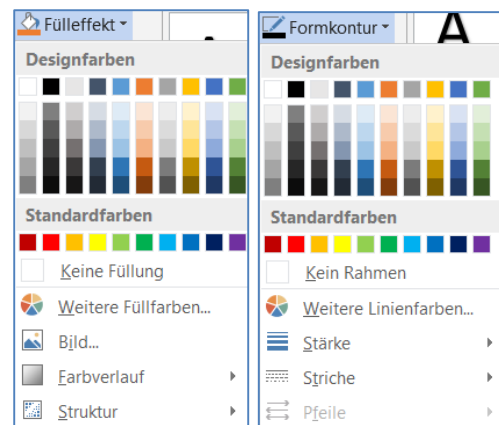 Fülleffekt
Designfarben
Standardfarben
Keine Füllung
Weitere Füllfarben...
Bild...
Farbverlauf
Struktur
Formkontur
A
Designfarben
Standardfarben
Kein Rahmen
Weitere Linienfarben...
Stärke
Striche
Pfeile